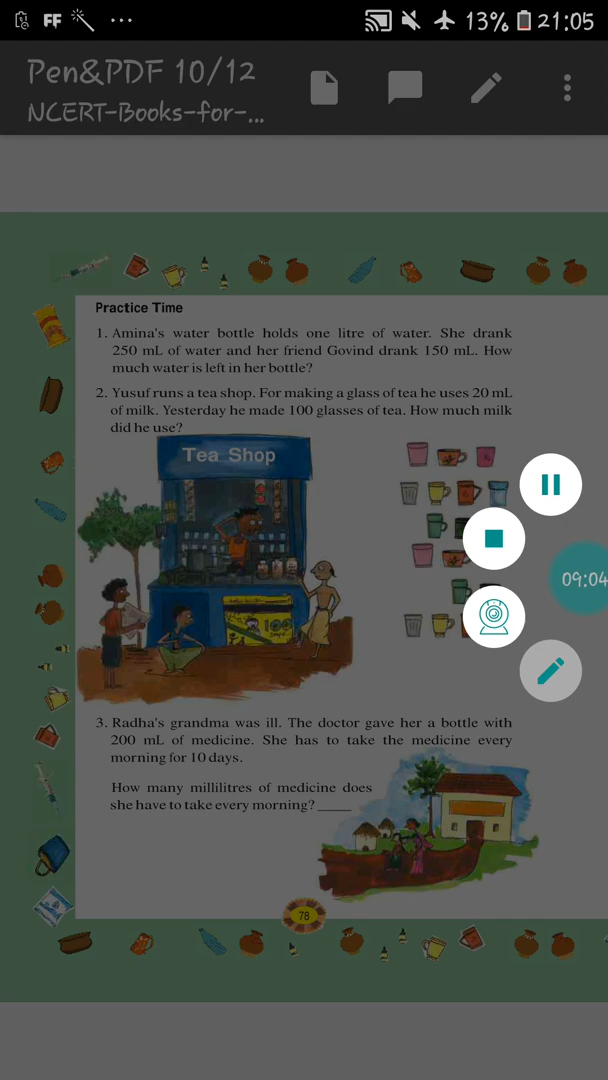 FF
13%
21:05
Pen&PDF 10/12
NCERT-Books-for-...
Practice Time
1. Amina's water bottle holds one litre of water. She drank
250 mL of water and her friend Govind drank 150 mL. How
much water is left in her bottle?
2. Yusuf runs a tea shop. For making a glass of tea he uses 20 mL
of milk. Yesterday he made 100 glasses of tea. How much milk
did he use?
Tea Shop
100
09:04
3. Radha's grandma was ill. The doctor gave her a bottle with
200 mL of medicine. She has to take the medicine every
morning for 10 days.
How many millilitres of medicine does
she have to take every morning? _____
78